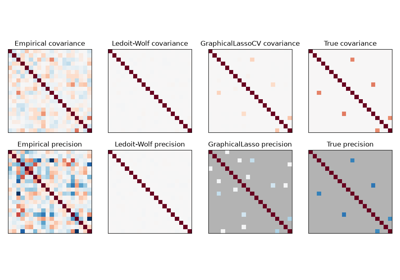 Empirical covariance
Ledoit-Wolf covariance
GraphicalLassoCV covariance
True covariance
Empirical precision
Ledoit-Wolf precision
GraphicalLasso precision
True precision